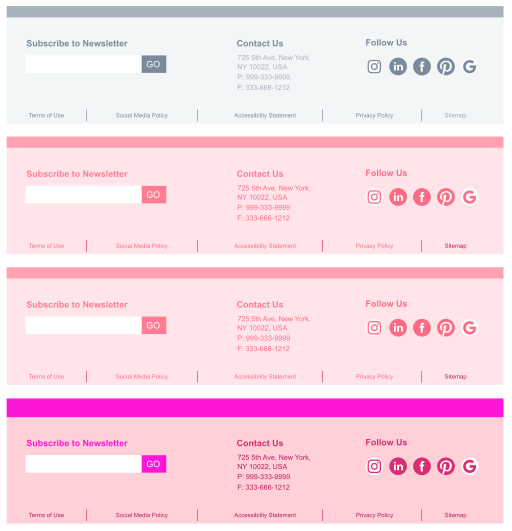 Subscribe to Newsletter
GO
Contact Us
725 5th Ave, New York,
NY 10022, USA
P: 999-333-9999
F: 333-666-1212
Follow Us
in f G
Terms of Use
Social Media Policy
Accessibility Statement
Privacy Policy
Sitemap
Subscribe to Newsletter
GO
Contact Us
725 5th Ave, New York,
NY 10022, USA
P: 999-333-9999
F: 333-666-1212
Follow Us
in f G
Terms of Use
Social Media Policy
Accessibility Statement
Privacy Policy
Sitemap
Subscribe to Newsletter
GO
Contact Us
725 5th Ave, New York,
NY 10022, USA
P: 999-333-9999
F: 333-666-1212
Follow Us
in f G
Terms of Use
Social Media Policy
Accessibility Statement
Privacy Policy
Sitemap
Subscribe to Newsletter
GO
Contact Us
725 5th Ave, New York,
NY 10022, USA
P: 999-333-9999
F: 333-666-1212
Follow Us
in f G
Terms of Use
Social Media Policy
Accessibility Statement
Privacy Policy
Sitemap